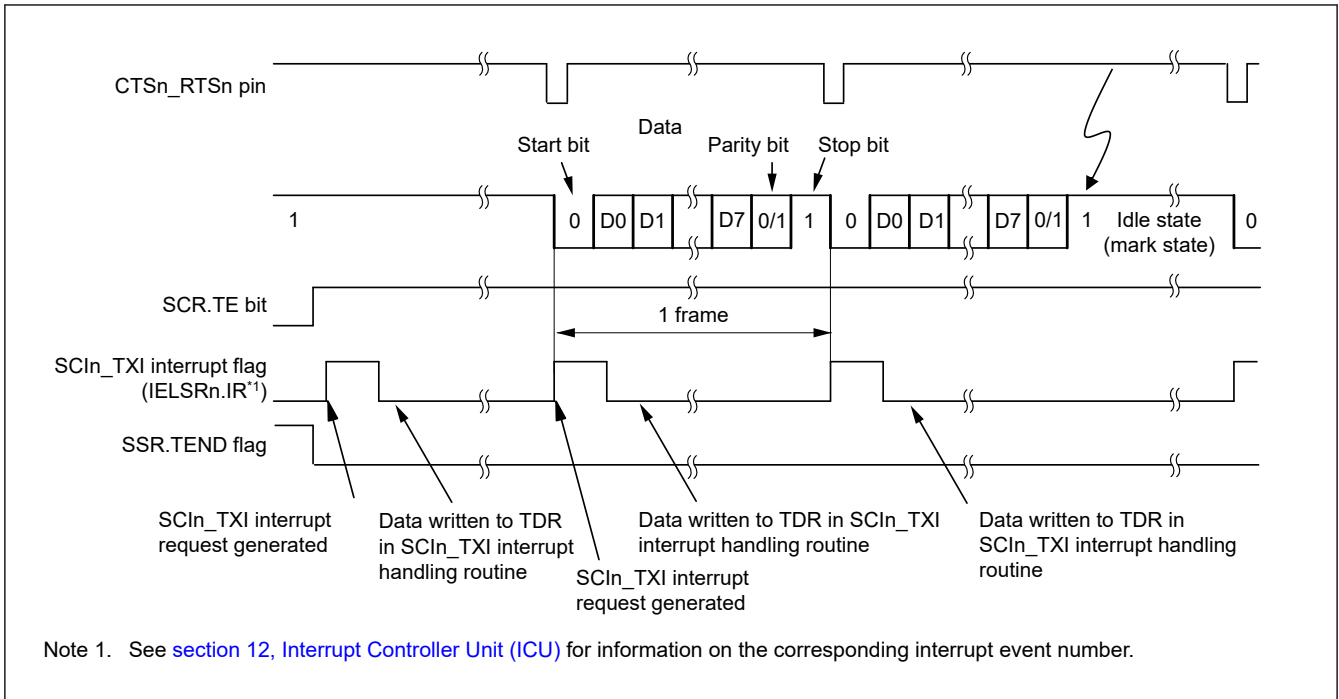 CTSn_RTSn pin
Data
Start bit
Parity bit
Stop bit
1
0
D0
D1
D7
0/1
1
0
D0
D1
D7
0/1
1
Idle state
(mark state)
0
SCR.TE bit
1 frame
SCIn_TXI interrupt flag
(IELSRn.IR*1)
SSR.TEND flag
SCIn_TXI interrupt
request generated
Data written to TDR
in SCIn_TXI interrupt
handling routine
SCIn_TXI interrupt
request generated
Data written to TDR in SCIn_TXI
interrupt handling routine
Data written to TDR in
SCIn_TXI interrupt handling
routine
Note 1. See section 12, Interrupt Controller Unit (ICU) for information on the corresponding interrupt event number.